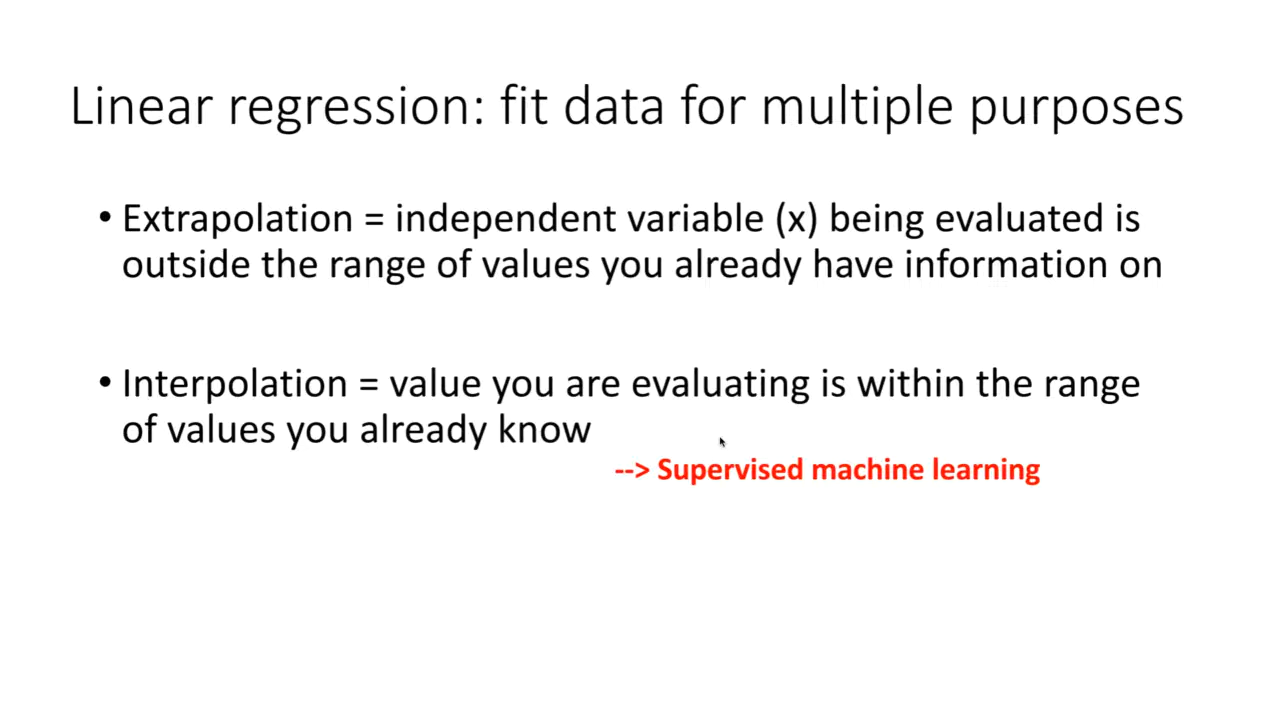 Linear regression: fit data for multiple purposes
• Extrapolation = independent variable (x) being evaluated is
outside the range of values you already have information on
• Interpolation = value you are evaluating is within the range
of values you already know
--> Supervised machine learning